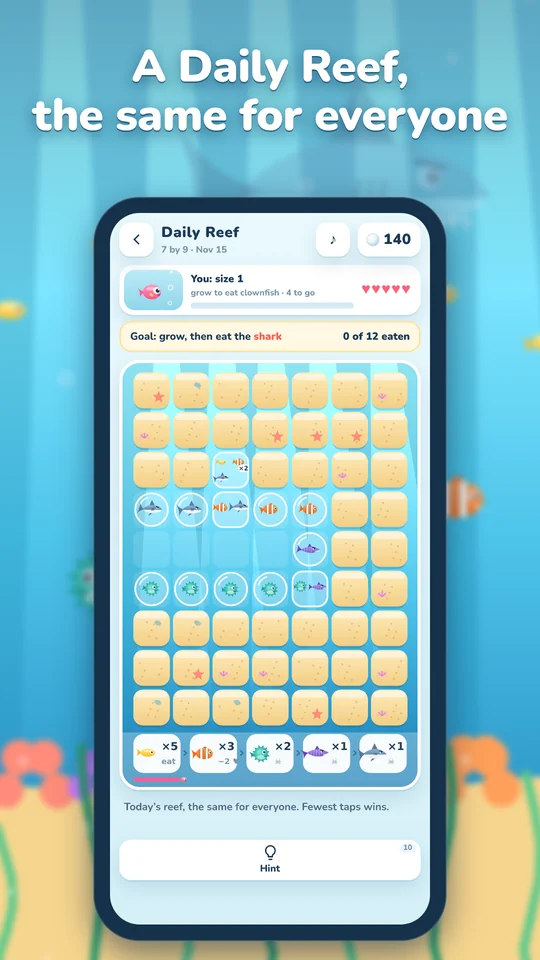 A Daily Reef,
the same for everyone
Daily Reef
7 by 9 · Nov 15
♪
140
You: size 1
grow to eat clownfish · 4 to go
♥♥♥♥♥
Goal: grow, then eat the shark
0 of 12 eaten
×2
×5
eat
×3
−2 ♥
×2
×1
×1
Today's reef, the same for everyone. Fewest taps wins.
10
Hint